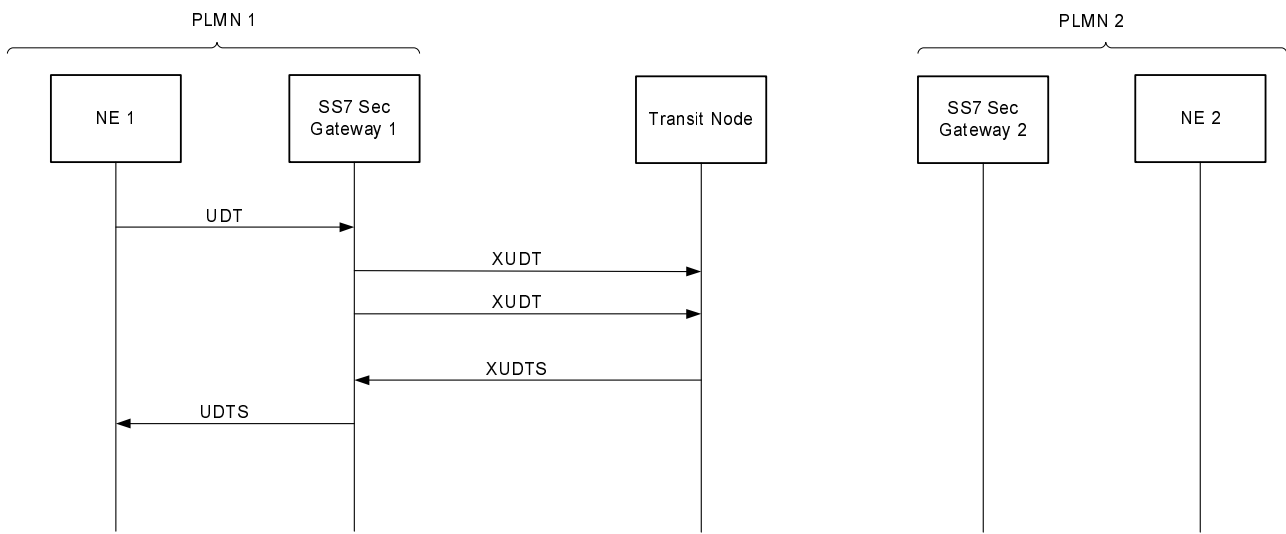 PLMN 1
PLMN 2
NE 1
SS7 Sec
Gateway 1
Transit Node
SS7 Sec
Gateway 2
NE 2
UDT
XUDT
XUDT
XUDTS
UDTS